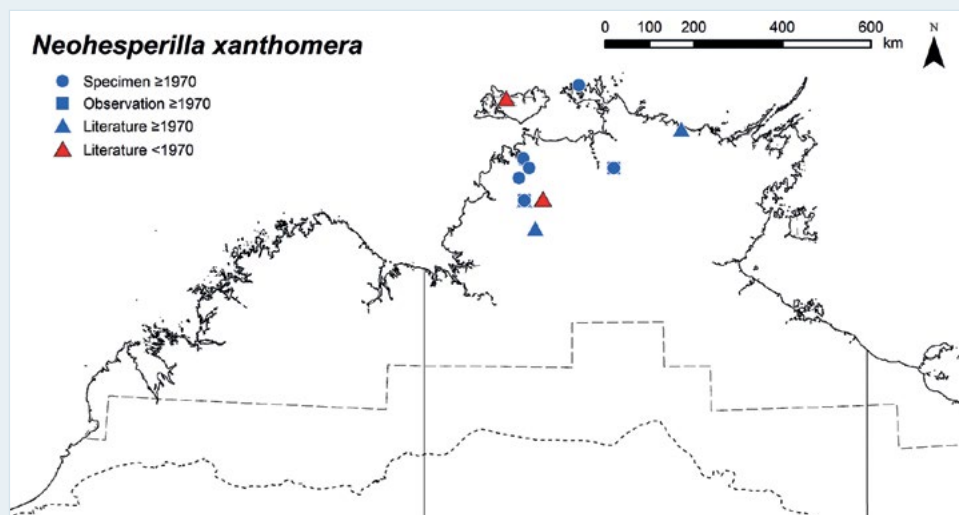 Neohesperilla xanthomera
Specimen ≥1970
Observation ≥1970
Literature ≥1970
Literature <1970
0 100 200 400 600
km
N